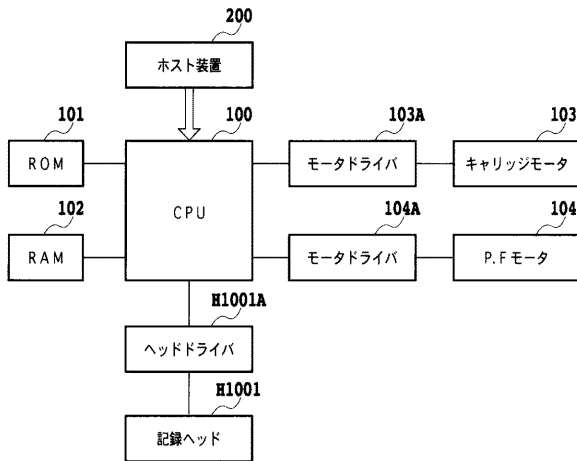 200
ホスト装置
101
100
103A
103
ROM
CPU
モータドライバ
キャリッジモータ
102
104A
104
RAM
モータドライバ
P.Fモータ
H1001A
ヘッドドライバ
H1001
記録ヘッド